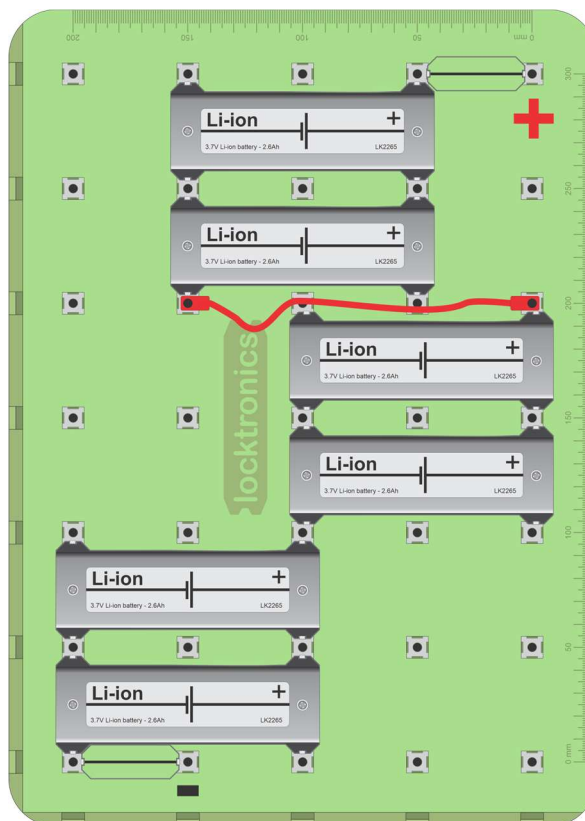 200 150 100 50 0 mm
300
Li-ion +
3.7V Li-ion battery - 2.6Ah LK2265
250
Li-ion +
3.7V Li-ion battery - 2.6Ah LK2265
200
locktronics
Li-ion +
3.7V Li-ion battery - 2.6Ah LK2265
150
Li-ion +
3.7V Li-ion battery - 2.6Ah LK2265
100
Li-ion +
3.7V Li-ion battery - 2.6Ah LK2265
50
Li-ion +
3.7V Li-ion battery - 2.6Ah LK2265
0 mm